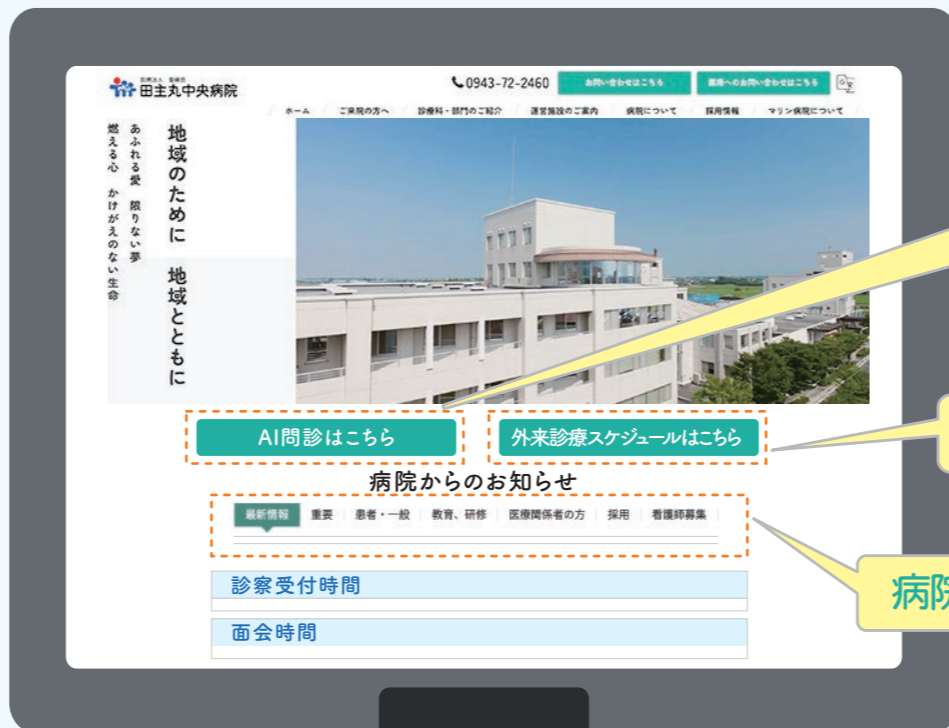 医療法人 聖峰会
田主丸中央病院
0943-72-2460
お問い合わせはこちら
採用へのお問い合わせはこちら
ホーム
ご来院の方へ
診療科・部門のご紹介
運営施設のご案内
病院について
採用情報
マリン病院について
地域のために 地域とともに
あふれる愛 限りない夢
燃える心 かけがえのない生命
AI問診はこちら
外来診療スケジュールはこちら
病院からのお知らせ
最新情報 重要 患者・一般 教育、研修 医療関係者の方 採用 看護師募集
診察受付時間
面会時間
病院